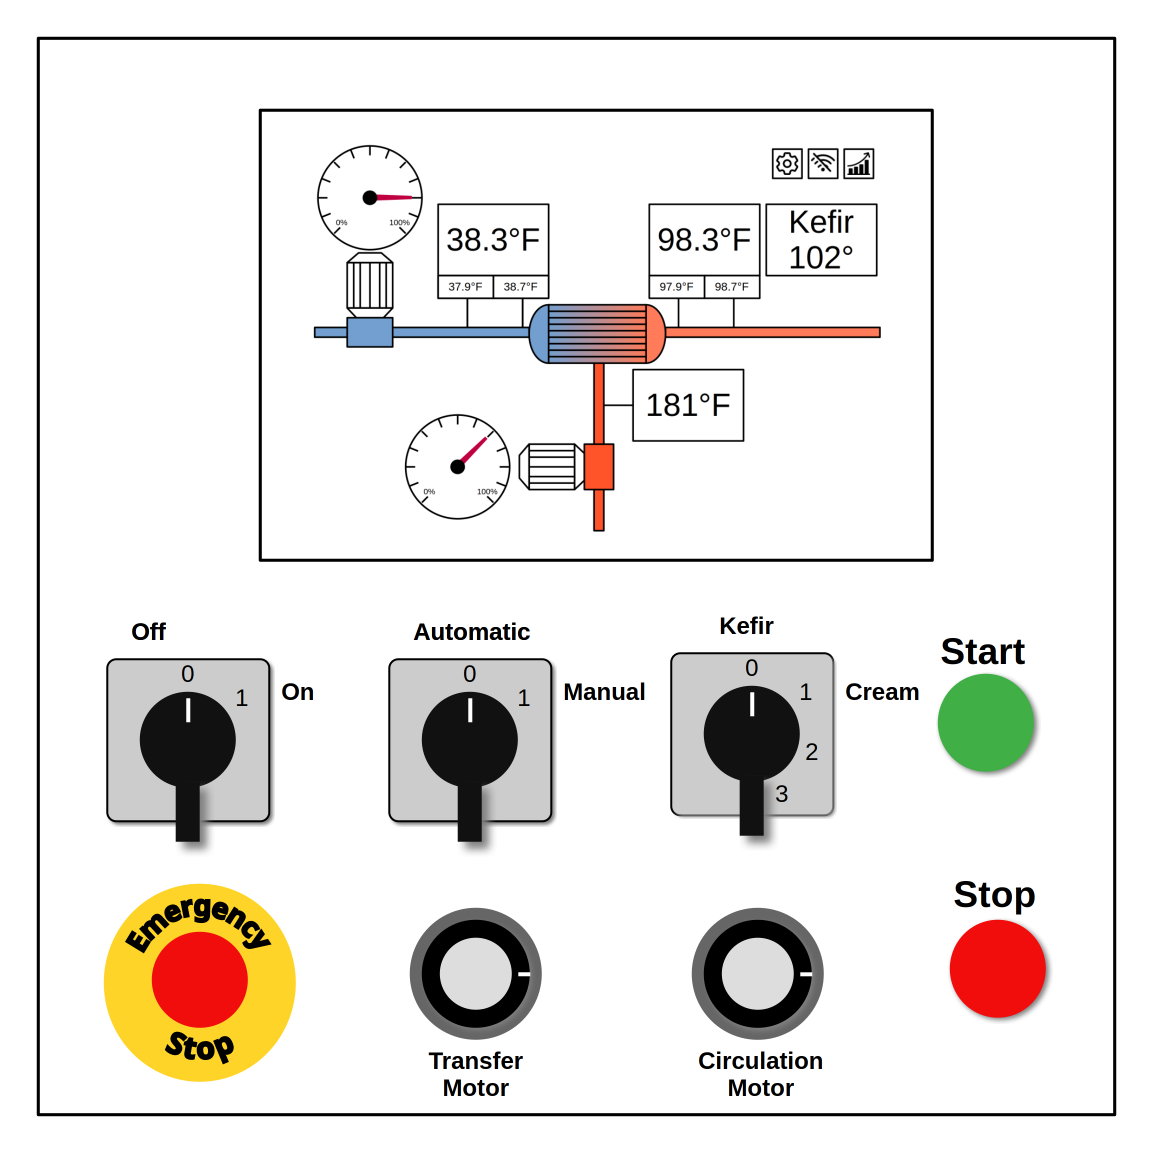 0%
100%
38.3°F
37.9°F
38.7°F
98.3°F
97.9°F
98.7°F
Kefir
102°
181°F
0%
100%
Off
0
1
On
Automatic
0
1
Manual
Kefir
0
1
2
3
Cream
Start
Emergency
Stop
Transfer
Motor
Circulation
Motor
Stop